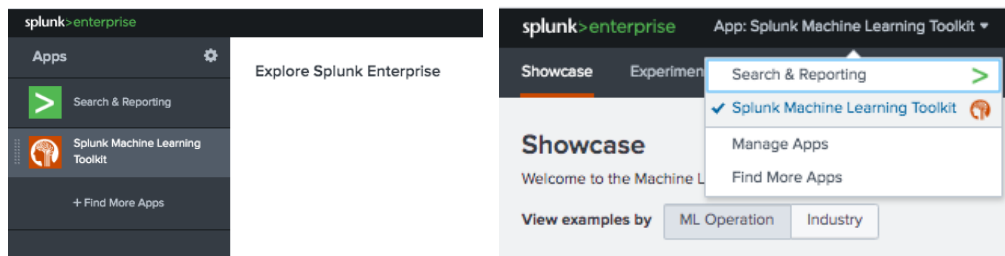 splunk>enterprise
Apps
Explore Splunk Enterprise
Search & Reporting
Splunk Machine Learning
Toolkit
+ Find More Apps
splunk>enterprise App: Splunk Machine Learning Toolkit
Showcase Experimen
Search & Reporting
Splunk Machine Learning Toolkit
Manage Apps
Find More Apps
Showcase
Welcome to the Machine L
View examples by ML Operation Industry